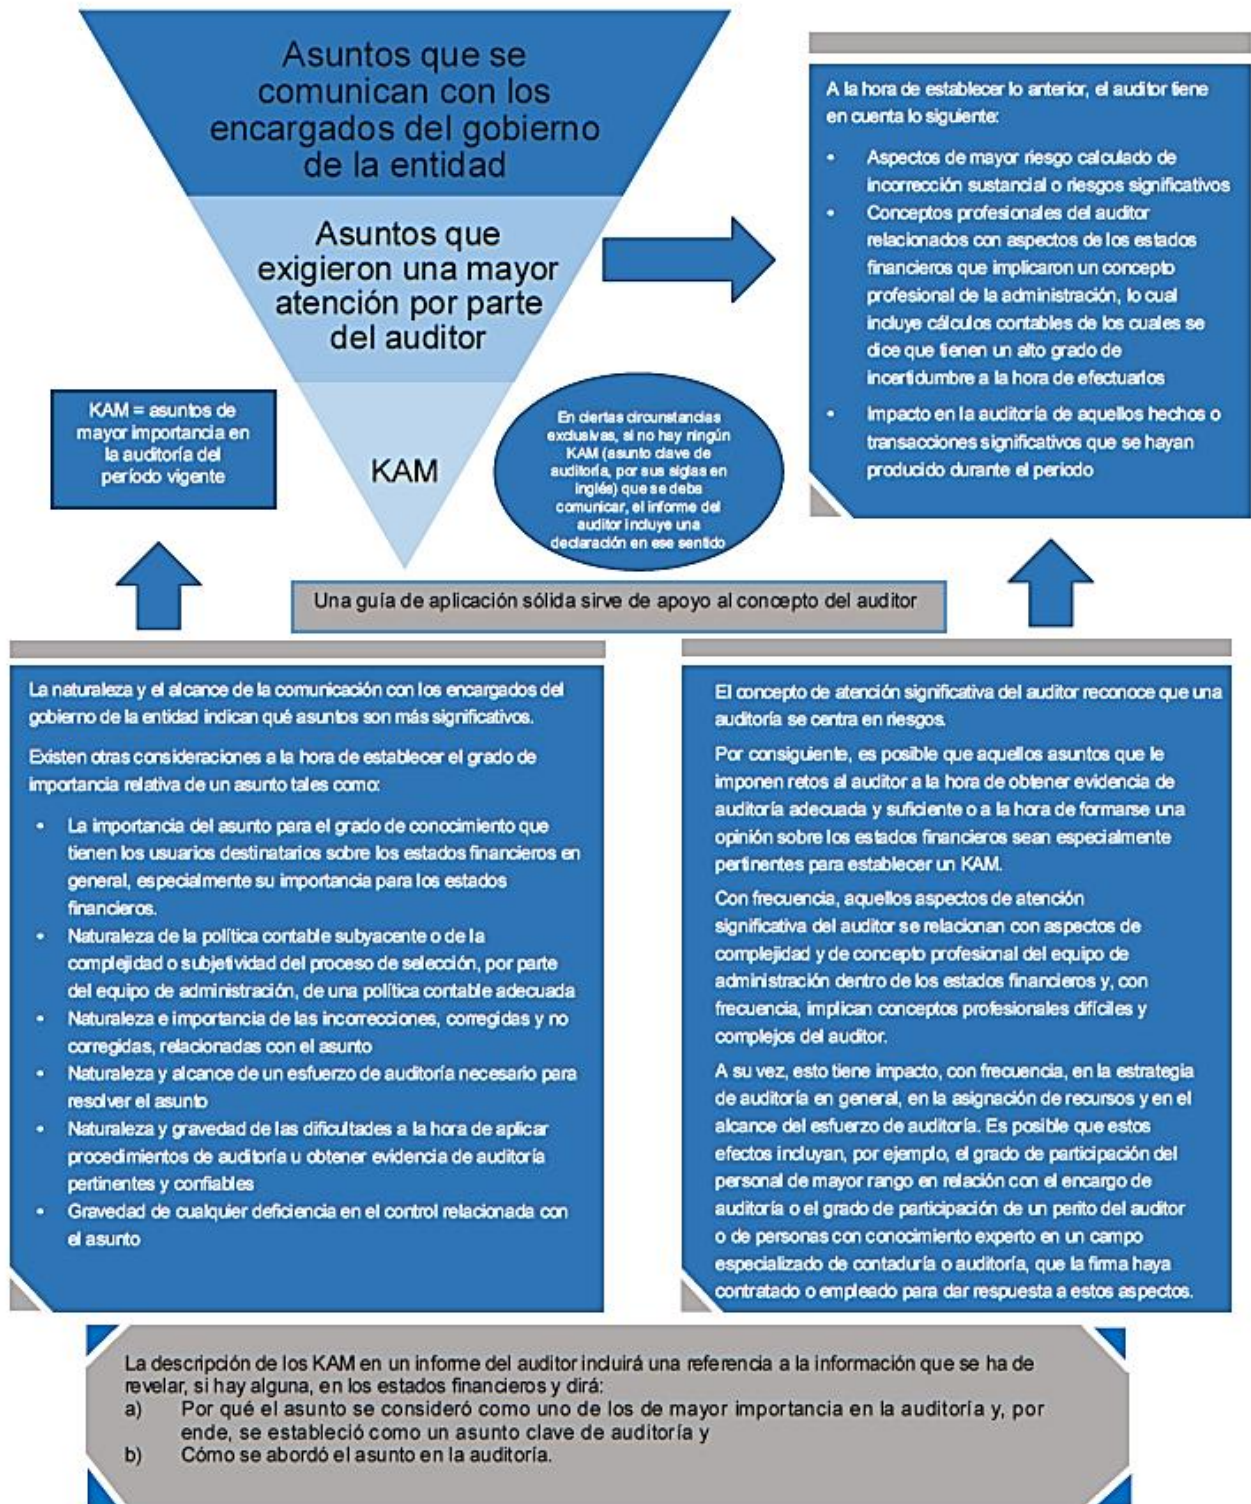 Asuntos que se
comunican con los
encargados del gobierno
de la entidad
Asuntos que
exigieron una mayor
atención por parte
del auditor
KAM
A la hora de establecer lo anterior, el auditor tiene
en cuenta lo siguiente:
• Aspectos de mayor riesgo calculado de
incorrección sustancial o riesgos significativos
• Conceptos profesionales del auditor
relacionados con aspectos de los estados
financieros que implicaron un concepto
profesional de la administración, lo cual
incluye cálculos contables de los cuales se
dice que tienen un alto grado de
incertidumbre a la hora de efectuarlos
• Impacto en la auditoría de aquellos hechos o
transacciones significativos que se hayan
producido durante el periodo
KAM = asuntos de
mayor importancia en
la auditoría del
período vigente
En ciertas circunstancias
exclusivas, si no hay ningún
KAM (asunto clave de
auditoría, por sus siglas en
inglés) que se deba
comunicar, el informe del
auditor incluye una
declaración en ese sentido
Una guía de aplicación sólida sirve de apoyo al concepto del auditor
La naturaleza y el alcance de la comunicación con los encargados del
gobierno de la entidad indican qué asuntos son más significativos.
Existen otras consideraciones a la hora de establecer el grado de
importancia relativa de un asunto tales como:
• La importancia del asunto para el grado de conocimiento que
tienen los usuarios destinatarios sobre los estados financieros en
general, especialmente su importancia para los estados
financieros.
• Naturaleza de la política contable subyacente o de la
complejidad o subjetividad del proceso de selección, por parte
del equipo de administración, de una política contable adecuada
• Naturaleza e importancia de las incorrecciones, corregidas y no
corregidas, relacionadas con el asunto
• Naturaleza y alcance de un esfuerzo de auditoría necesario para
resolver el asunto
• Naturaleza y gravedad de las dificultades a la hora de aplicar
procedimientos de auditoría u obtener evidencia de auditoría
pertinentes y confiables
• Gravedad de cualquier deficiencia en el control relacionada con
el asunto
El concepto de atención significativa del auditor reconoce que una
auditoría se centra en riesgos.
Por consiguiente, es posible que aquellos asuntos que le
imponen retos al auditor a la hora de obtener evidencia de
auditoría adecuada y suficiente o a la hora de formarse una
opinión sobre los estados financieros sean especialmente
pertinentes para establecer un KAM.
Con frecuencia, aquellos aspectos de atención
significativa del auditor se relacionan con aspectos de
complejidad y de concepto profesional del equipo de
administración dentro de los estados financieros y, con
frecuencia, implican conceptos profesionales difíciles y
complejos del auditor.
A su vez, esto tiene impacto, con frecuencia, en la estrategia
de auditoría en general, en la asignación de recursos y en el
alcance del esfuerzo de auditoría. Es posible que estos
efectos incluyan, por ejemplo, el grado de participación del
personal de mayor rango en relación con el encargo de
auditoría o el grado de participación de un perito del auditor
o de personas con conocimiento experto en un campo
especializado de contaduría o auditoría, que la firma haya
contratado o empleado para dar respuesta a estos aspectos.
La descripción de los KAM en un informe del auditor incluirá una referencia a la información que se ha de
revelar, si hay alguna, en los estados financieros y dirá:
a) Por qué el asunto se consideró como uno de los de mayor importancia en la auditoría y, por
ende, se estableció como un asunto clave de auditoría y
b) Cómo se abordó el asunto en la auditoría.